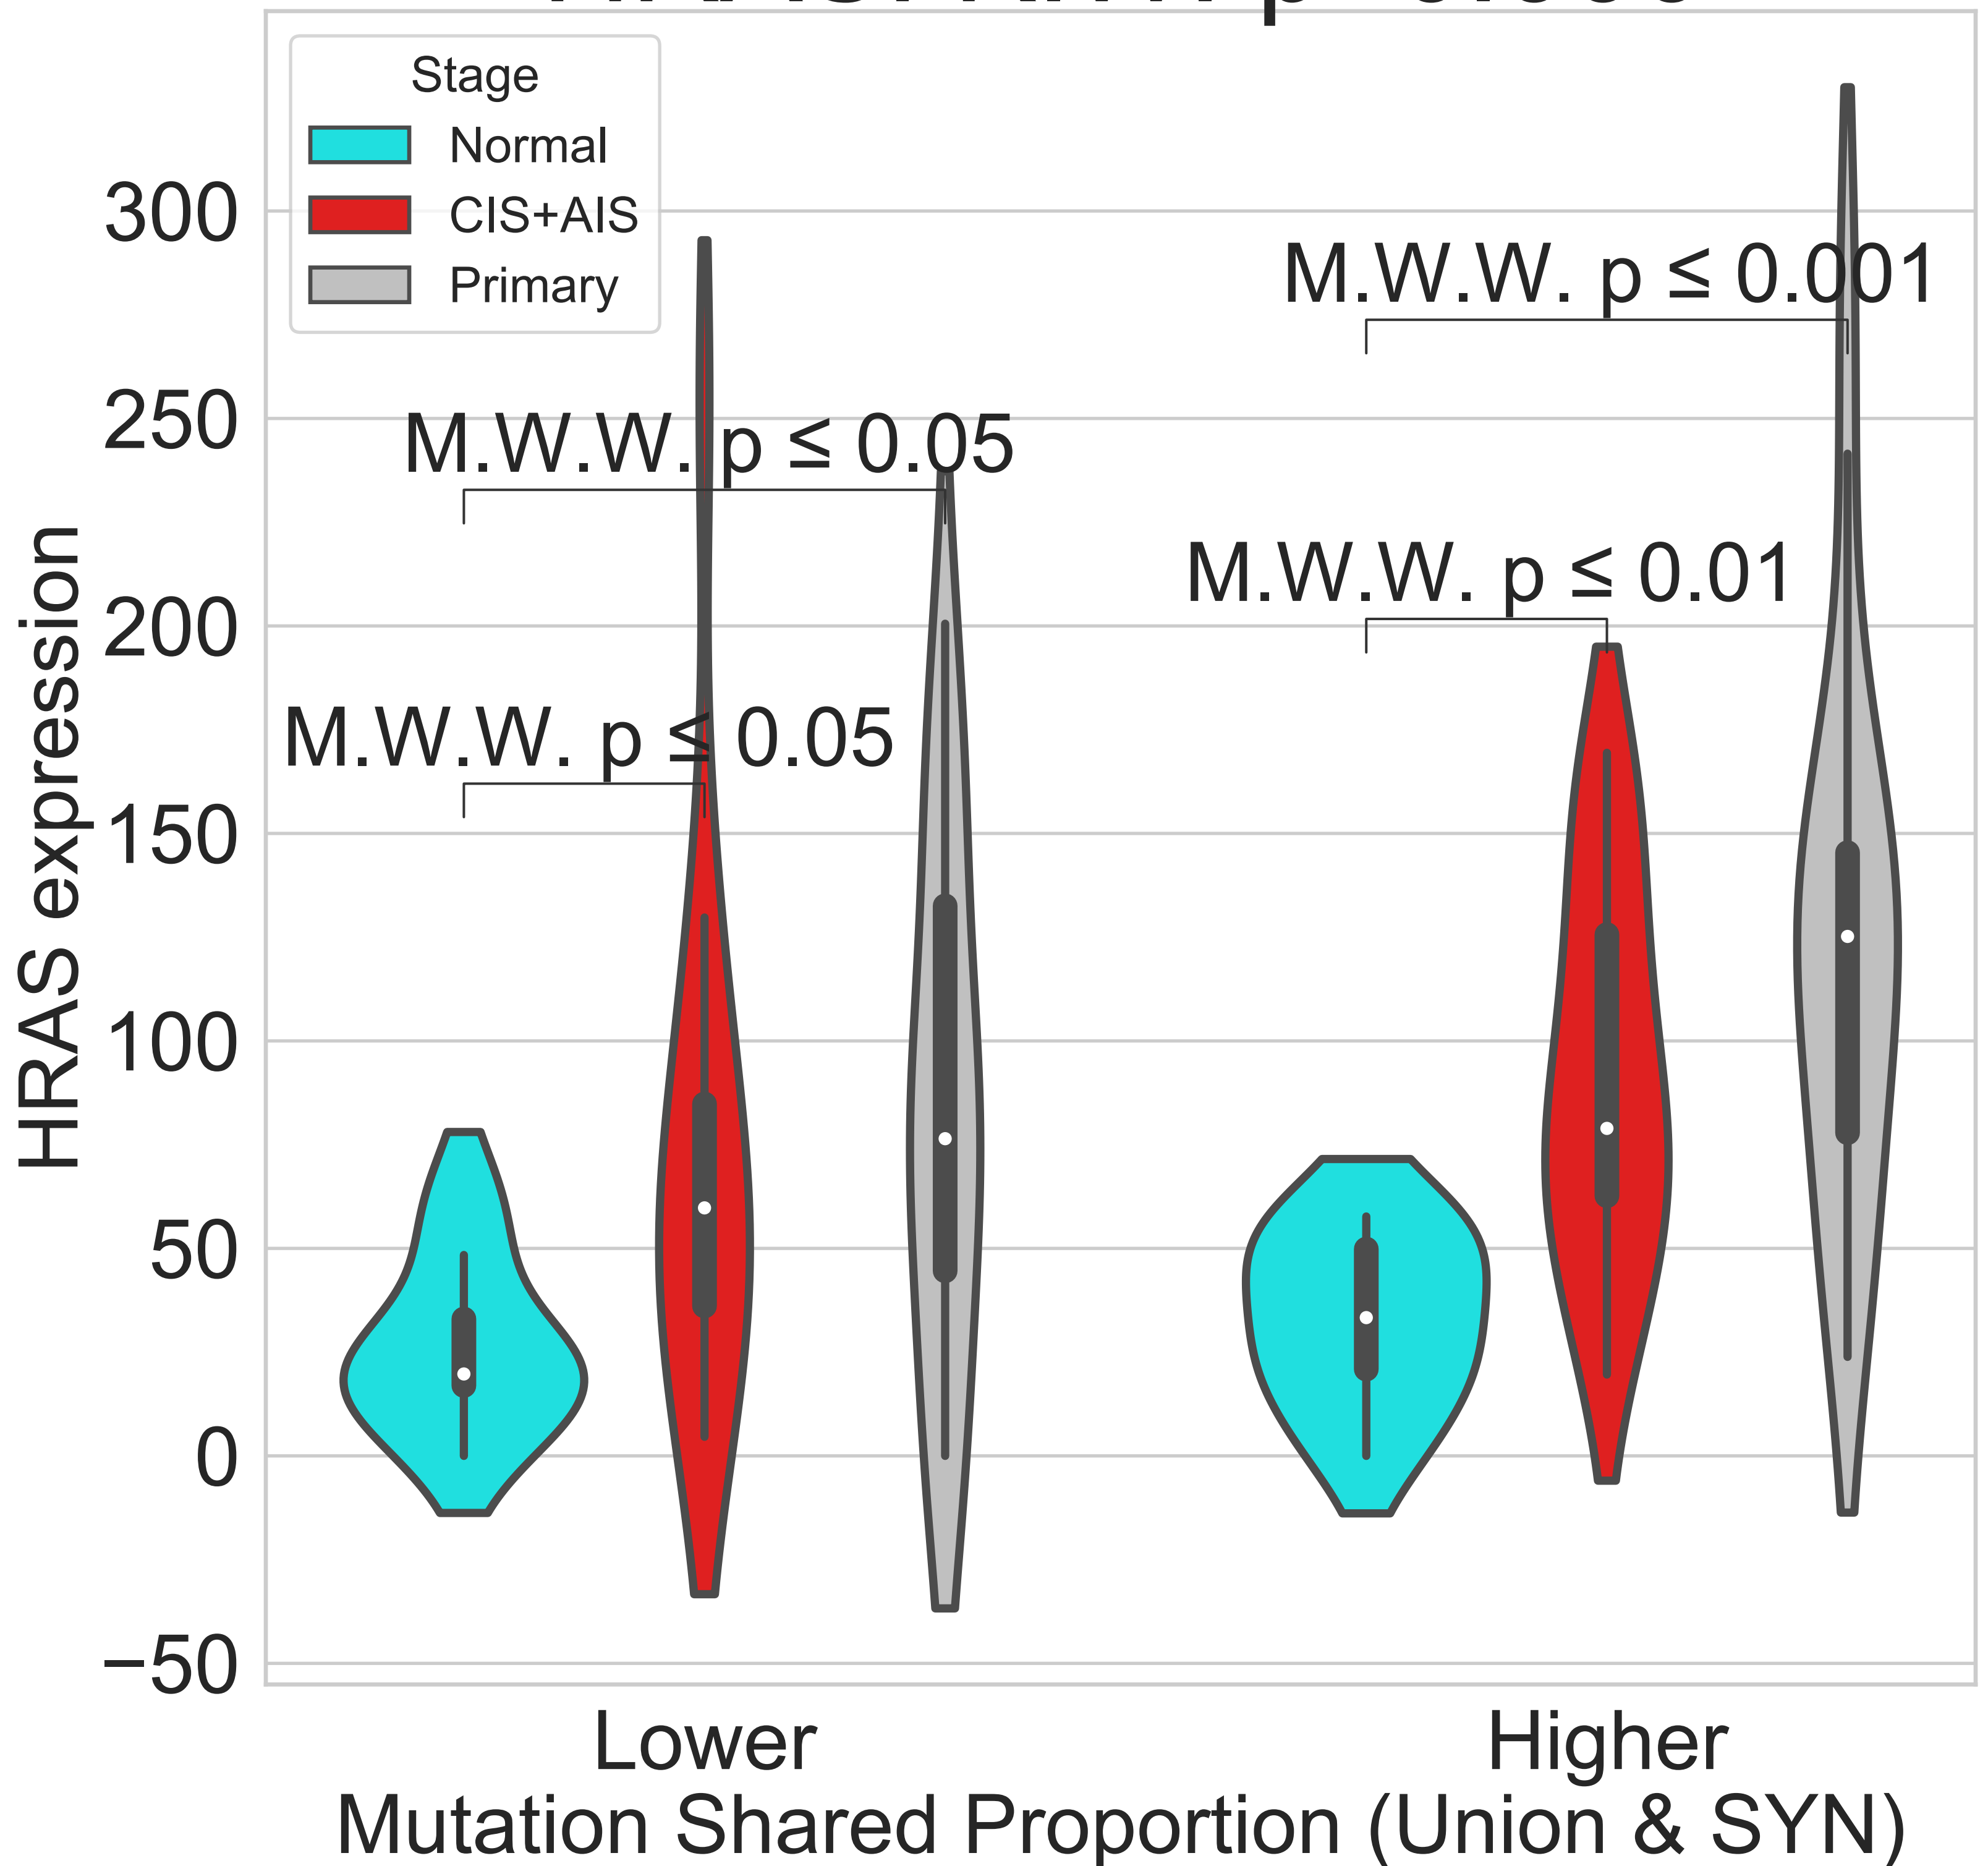 Stage
Normal
CIS+AIS
Primary
M.W.W. p ≤ 0.001
M.W.W. p ≤ 0.05
M.W.W. p ≤ 0.01
M.W.W. p ≤ 0.05
HRAS expression
300
250
200
150
100
50
0
−50
Lower
Higher
Mutation Shared Proportion (Union & SYN)